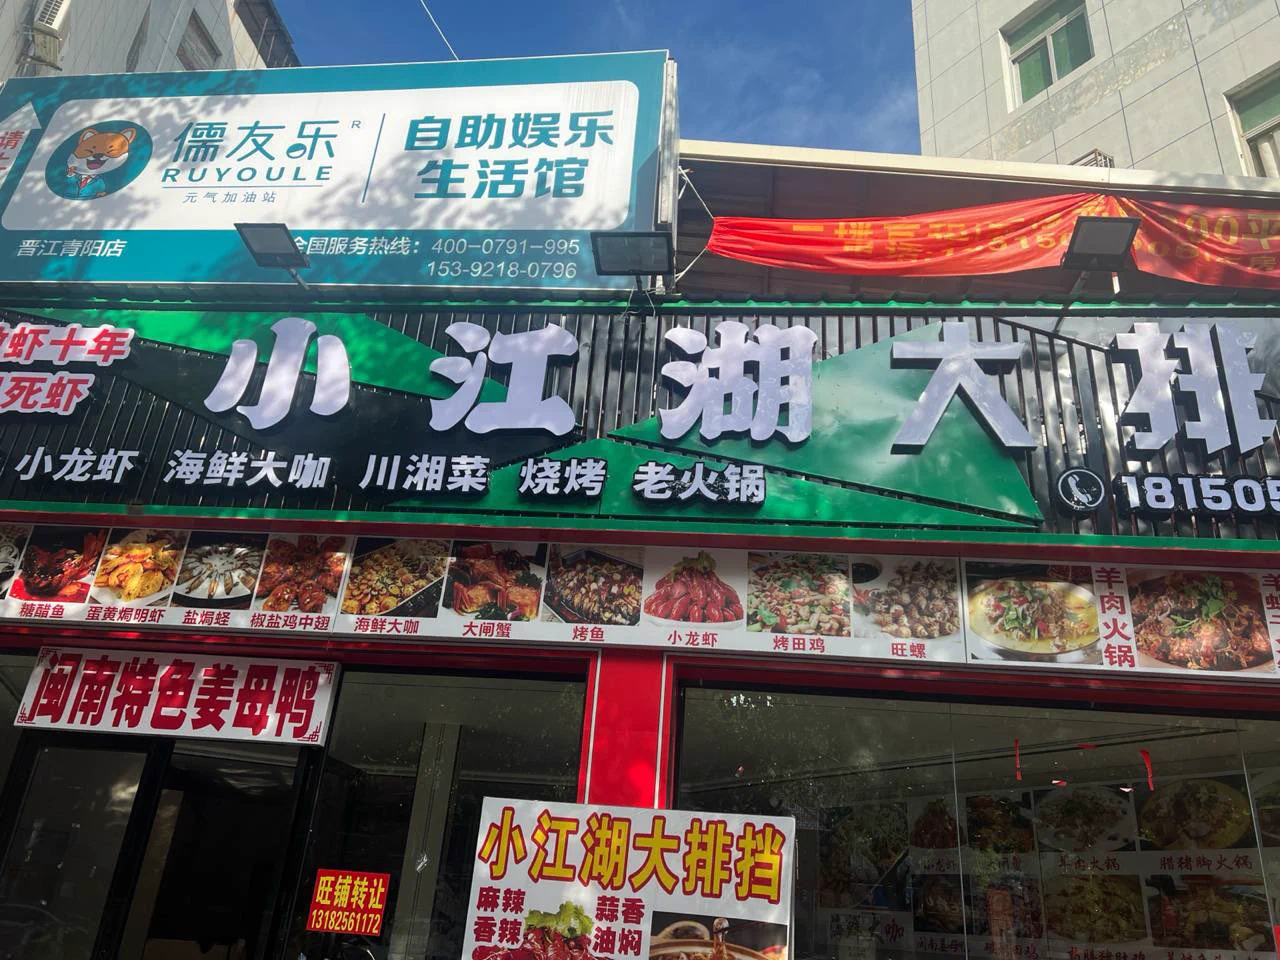 请
儒友乐
R
RUYOULE
元气加油站
自助娱乐
生活馆
晋江青阳店
全国服务热线：400-0791-995
153 9218-0796
虾十年
死虾
小江湖大排
小龙虾 海鲜大咖 川湘菜 烧烤 老火锅
181505
糖醋鱼
蛋黄焗明虾
盐焗蛏
椒盐鸡中翅
海鲜大咖
大闸蟹
烤鱼
小龙虾
烤田鸡
旺螺
羊肉火锅
闽南特色姜母鸭
旺铺转让
13182561172
小江湖大排挡
麻辣
香辣
蒜香
油焖
小龙虾
羊肉火锅
腊猪脚火锅